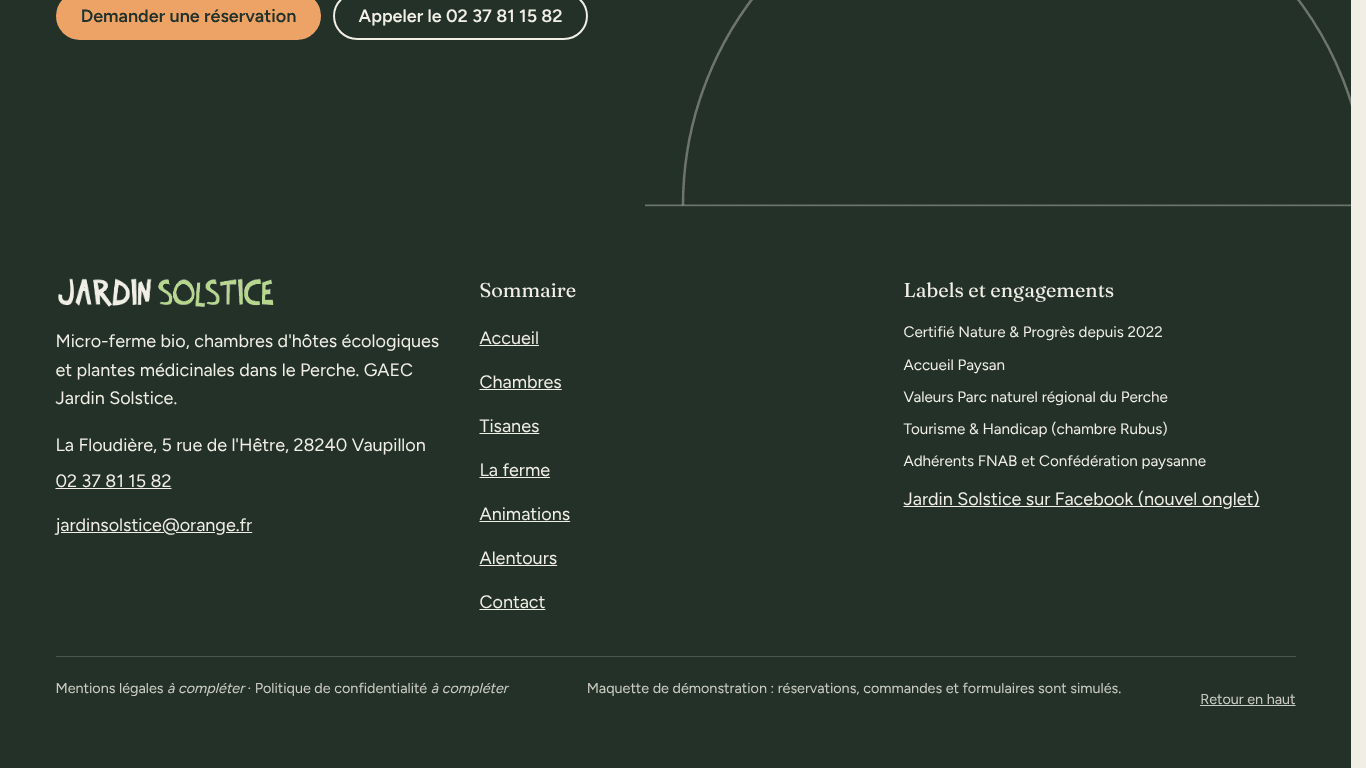 Demander une réservation
Appeler le 02 37 81 15 82
JARDIN SOLSTICE
Micro-ferme bio, chambres d'hôtes écologiques
et plantes médicinales dans le Perche. GAEC
Jardin Solstice.
La Floudière, 5 rue de l'Hêtre, 28240 Vaupillon
02 37 81 15 82
jardinsolstice@orange.fr
Sommaire
Accueil
Chambres
Tisanes
La ferme
Animations
Alentours
Contact
Labels et engagements
Certifié Nature & Progrès depuis 2022
Accueil Paysan
Valeurs Parc naturel régional du Perche
Tourisme & Handicap (chambre Rubus)
Adhérents FNAB et Confédération paysanne
Jardin Solstice sur Facebook (nouvel onglet)
Mentions légales à compléter · Politique de confidentialité à compléter
Maquette de démonstration : réservations, commandes et formulaires sont simulés.
Retour en haut